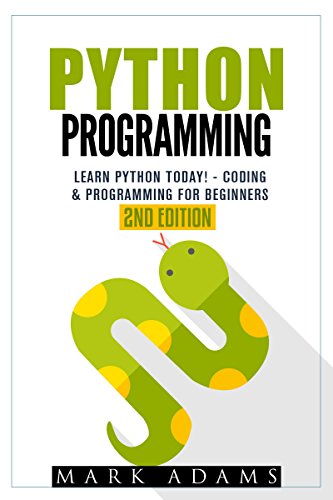 PYTHON
PROGRAMMING
LEARN PYTHON TODAY! - CODING
& PROGRAMMING FOR BEGINNERS
2ND EDITION
MARK ADAMS